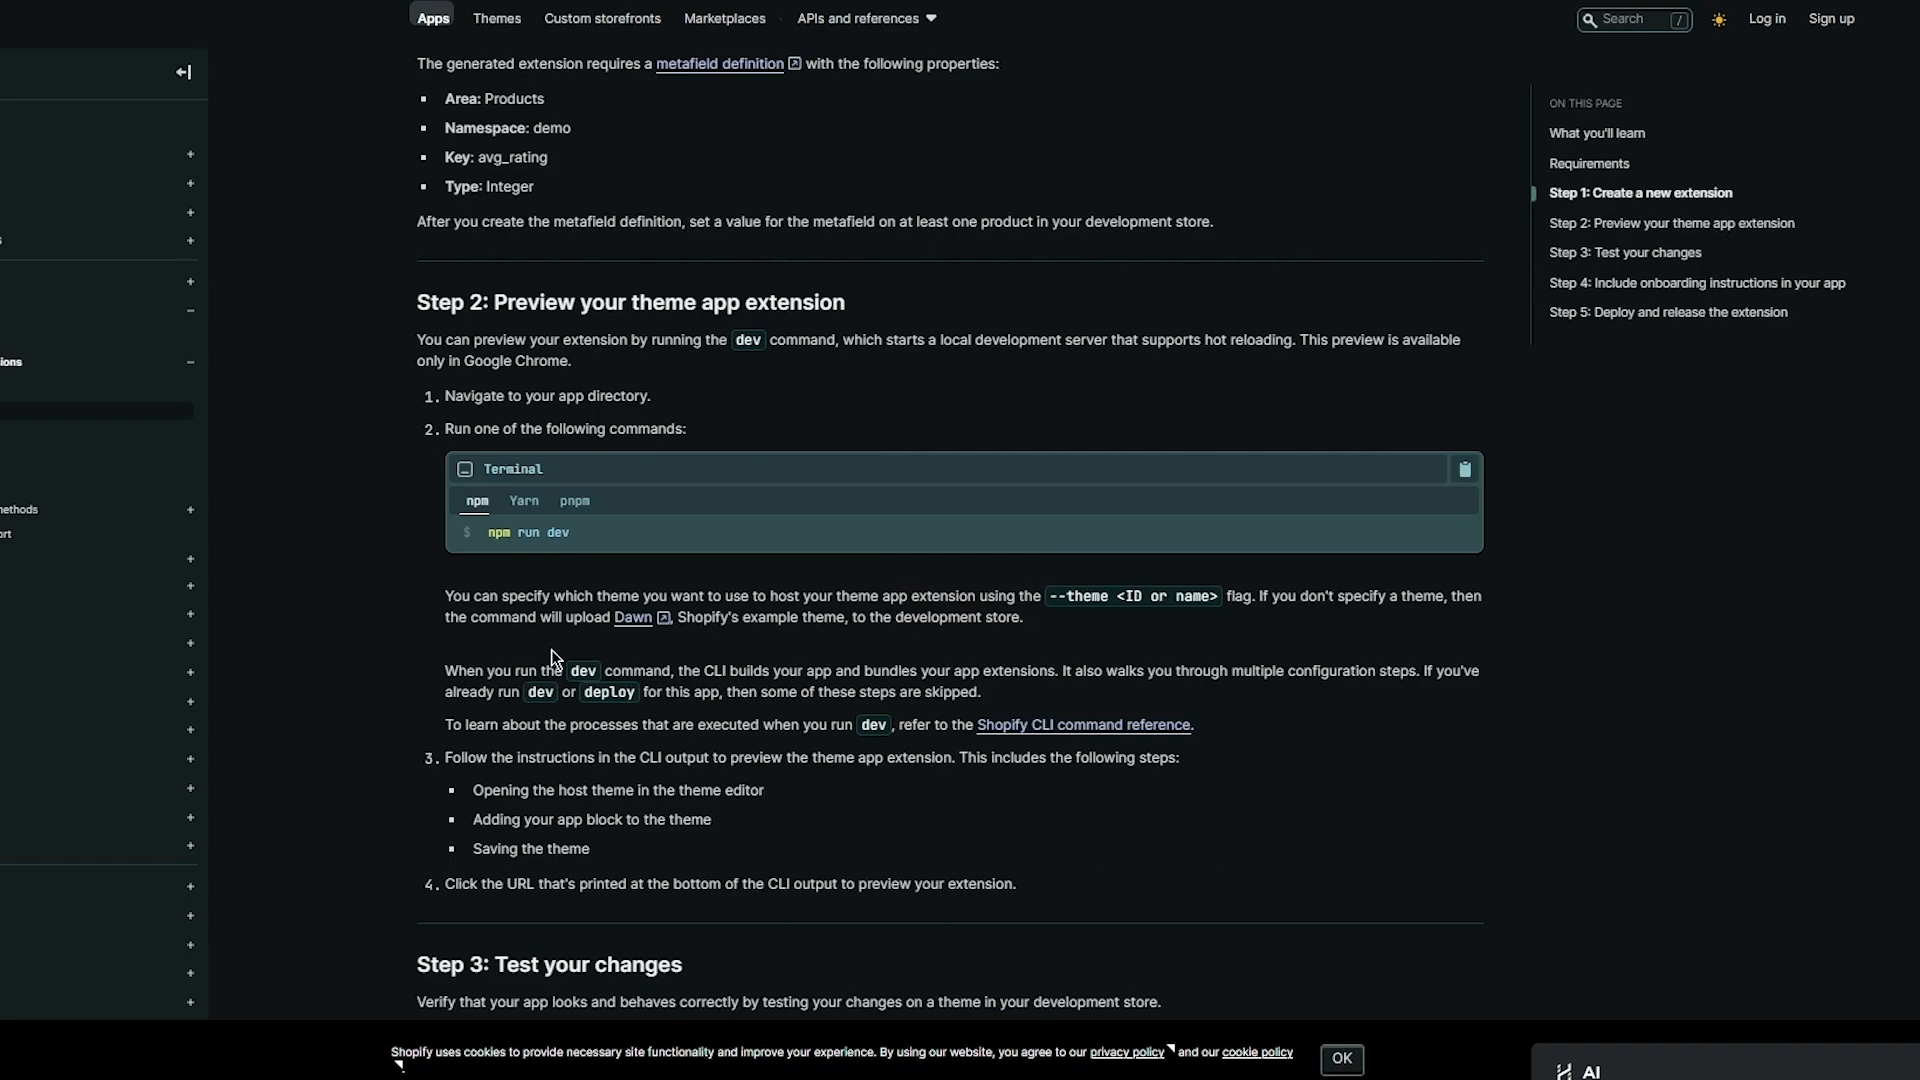 Apps Themes Custom storefronts Marketplaces APIs and references Search / Log in Sign up
The generated extension requires a metafield definition with the following properties:
Area: Products
Namespace: demo
Key: avg_rating
Type: Integer
After you create the metafield definition, set a value for the metafield on at least one product in your development store.
Step 2: Preview your theme app extension
You can preview your extension by running the dev command, which starts a local development server that supports hot reloading. This preview is available
only in Google Chrome.
1. Navigate to your app directory.
2. Run one of the following commands:
Terminal
npm Yarn pnpm
$ npm run dev
You can specify which theme you want to use to host your theme app extension using the --theme <ID or name> flag. If you don't specify a theme, then
the command will upload Dawn, Shopify's example theme, to the development store.
When you run the dev command, the CLI builds your app and bundles your app extensions. It also walks you through multiple configuration steps. If you've
already run dev or deploy for this app, then some of these steps are skipped.
To learn about the processes that are executed when you run dev, refer to the Shopify CLI command reference.
3. Follow the instructions in the CLI output to preview the theme app extension. This includes the following steps:
Opening the host theme in the theme editor
Adding your app block to the theme
Saving the theme
4. Click the URL that's printed at the bottom of the CLI output to preview your extension.
Step 3: Test your changes
Verify that your app looks and behaves correctly by testing your changes on a theme in your development store.
ON THIS PAGE
What you'll learn
Requirements
Step 1: Create a new extension
Step 2: Preview your theme app extension
Step 3: Test your changes
Step 4: Include onboarding instructions in your app
Step 5: Deploy and release the extension
s
ions
nethods
ort
Shopify uses cookies to provide necessary site functionality and improve your experience. By using our website, you agree to our privacy policy and our cookie policy
OK
AI